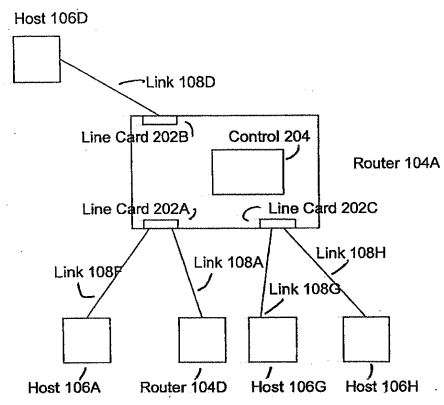 Host 106D
Link 108D
Line Card 202B
Control 204
Router 104A
Line Card 202A
Line Card 202C
Link 108F
Link 108A
Link 108G
Link 108H
Host 106A
Router 104D
Host 106G
Host 106H